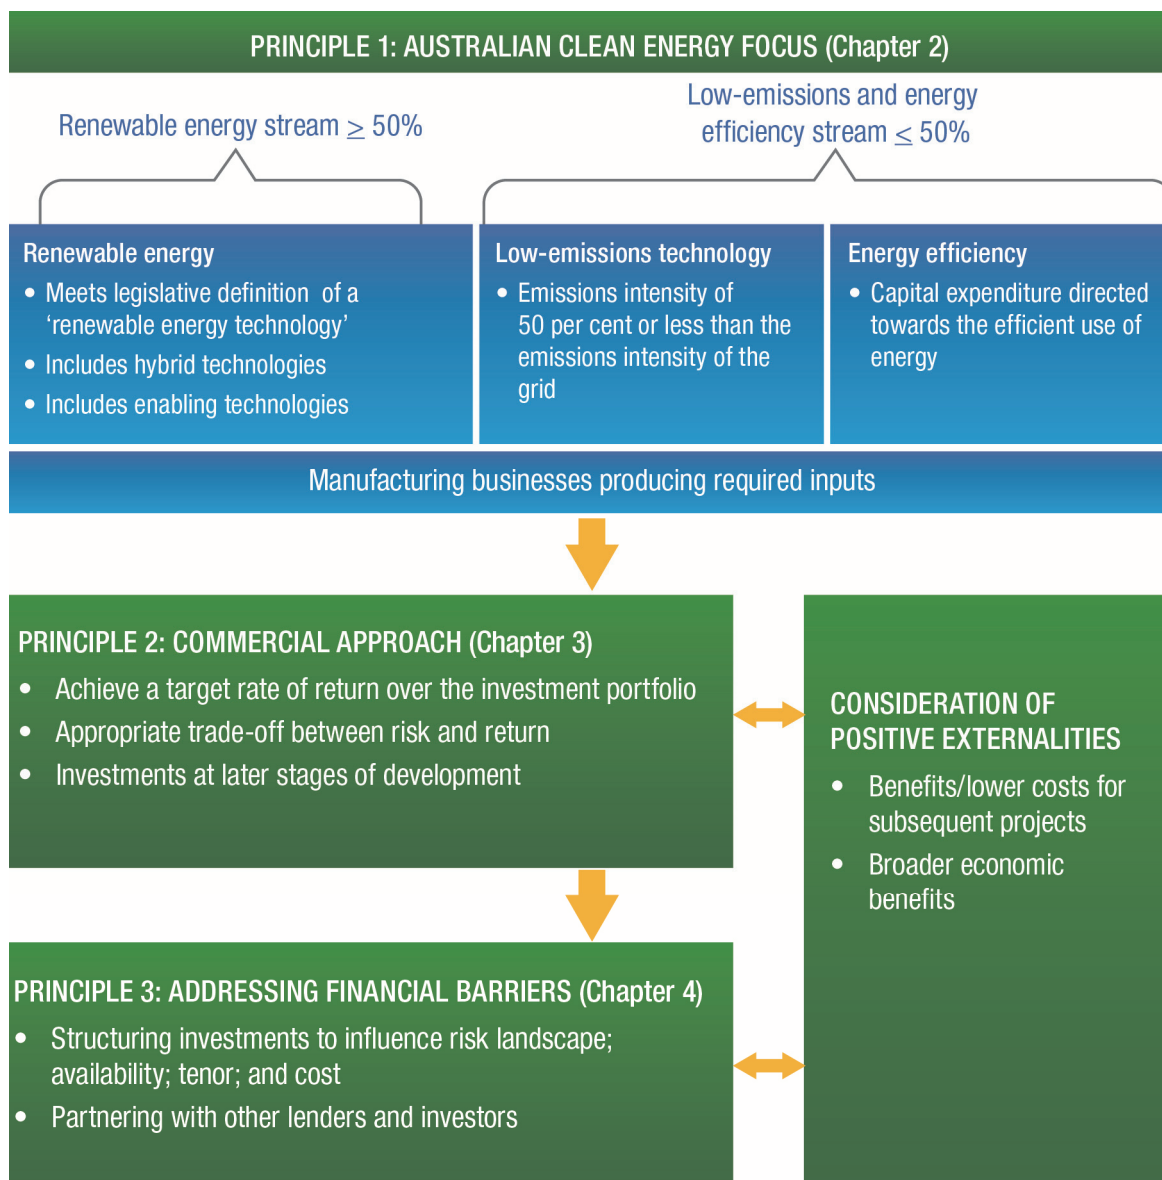 PRINCIPLE 1: AUSTRALIAN CLEAN ENERGY FOCUS (Chapter 2)
Renewable energy stream ≥ 50%
Low-emissions and energy
efficiency stream ≤ 50%
Renewable energy
• Meets legislative definition of a
‘renewable energy technology’
• Includes hybrid technologies
• Includes enabling technologies
Low-emissions technology
• Emissions intensity of
50 per cent or less than the
emissions intensity of the
grid
Energy efficiency
• Capital expenditure directed
towards the efficient use of
energy
Manufacturing businesses producing required inputs
PRINCIPLE 2: COMMERCIAL APPROACH (Chapter 3)
• Achieve a target rate of return over the investment portfolio
• Appropriate trade-off between risk and return
• Investments at later stages of development
CONSIDERATION OF
POSITIVE EXTERNALITIES
• Benefits/lower costs for
subsequent projects
• Broader economic
benefits
PRINCIPLE 3: ADDRESSING FINANCIAL BARRIERS (Chapter 4)
• Structuring investments to influence risk landscape;
availability; tenor; and cost
• Partnering with other lenders and investors